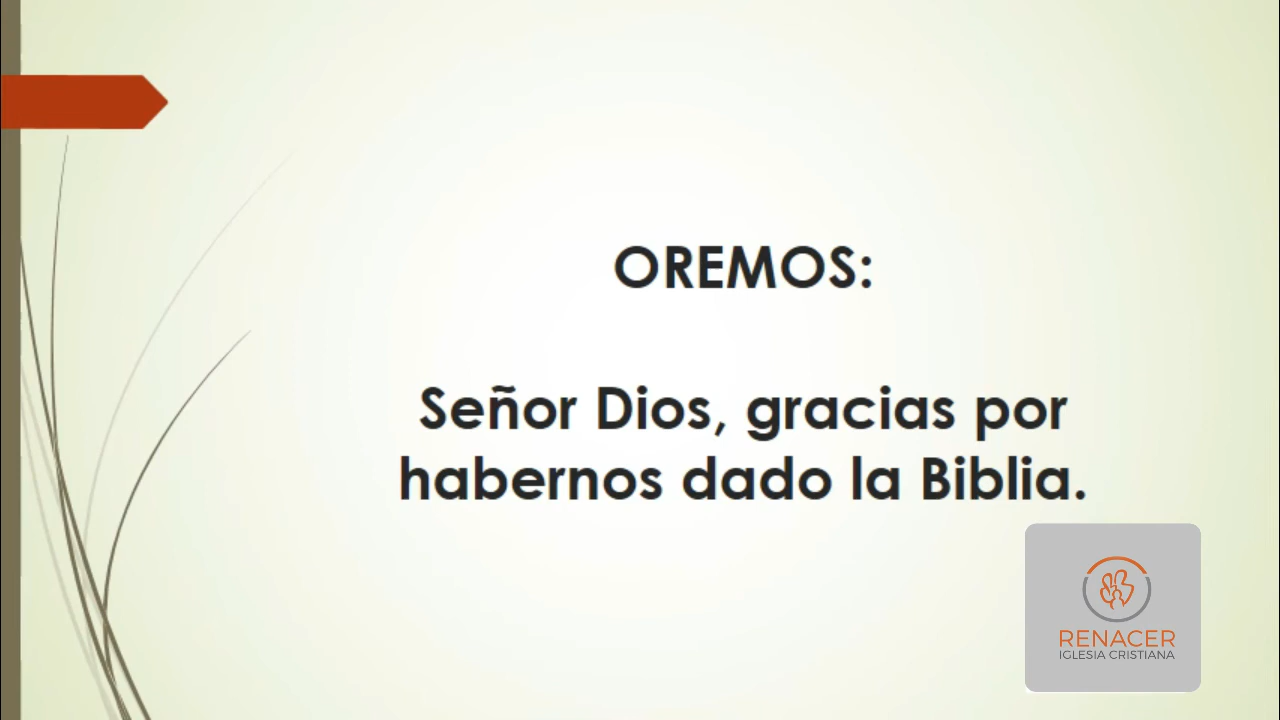 OREMOS:
Señor Dios, gracias por
habernos dado la Biblia.
RENACER
IGLESIA CRISTIANA